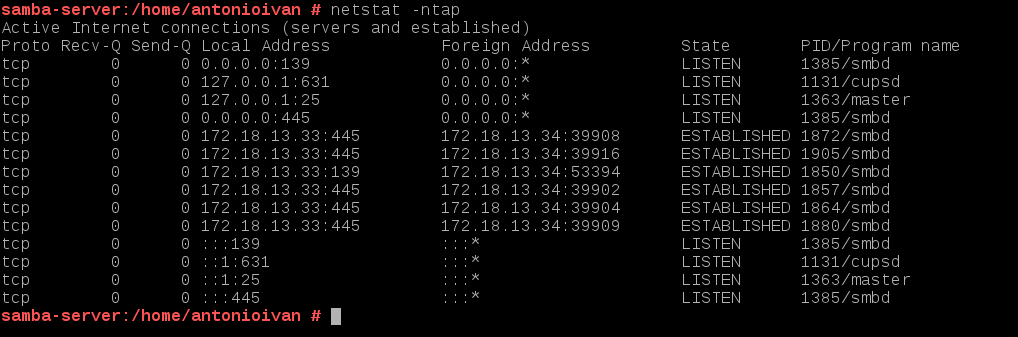 samba-server:/home/antonioivan # netstat -ntap
Active Internet connections (servers and established)
Proto Recv-Q Send-Q Local Address           Foreign Address         State       PID/Program name
tcp        0      0 0.0.0.0:139             0.0.0.0:*               LISTEN      1385/smbd
tcp        0      0 127.0.0.1:631           0.0.0.0:*               LISTEN      1131/cupsd
tcp        0      0 127.0.0.1:25            0.0.0.0:*               LISTEN      1363/master
tcp        0      0 0.0.0.0:445             0.0.0.0:*               LISTEN      1385/smbd
tcp        0      0 172.18.13.33:445        172.18.13.34:39908      ESTABLISHED 1872/smbd
tcp        0      0 172.18.13.33:445        172.18.13.34:39916      ESTABLISHED 1905/smbd
tcp        0      0 172.18.13.33:139        172.18.13.34:53394      ESTABLISHED 1850/smbd
tcp        0      0 172.18.13.33:445        172.18.13.34:39902      ESTABLISHED 1857/smbd
tcp        0      0 172.18.13.33:445        172.18.13.34:39904      ESTABLISHED 1864/smbd
tcp        0      0 172.18.13.33:445        172.18.13.34:39909      ESTABLISHED 1880/smbd
tcp        0      0 :::139                  :::*                    LISTEN      1385/smbd
tcp        0      0 ::1:631                 :::*                    LISTEN      1131/cupsd
tcp        0      0 ::1:25                  :::*                    LISTEN      1363/master
tcp        0      0 :::445                  :::*                    LISTEN      1385/smbd
samba-server:/home/antonioivan #